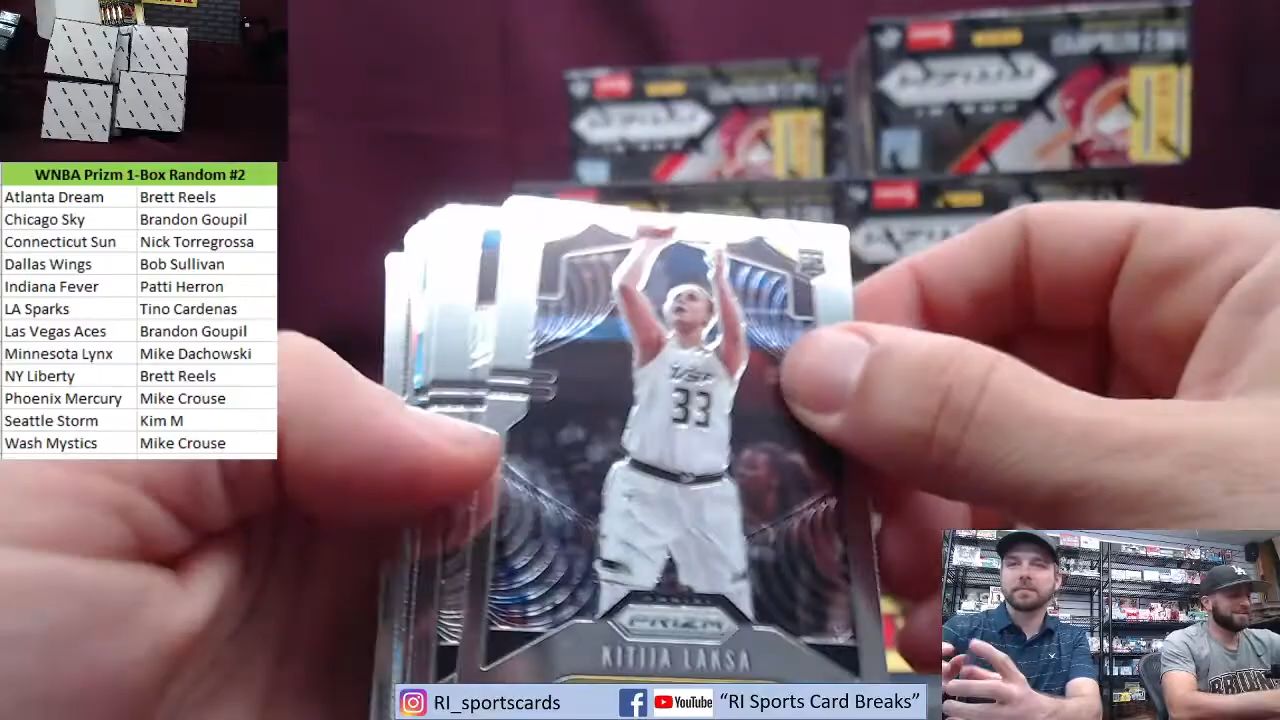 WNBA Prizm 1-Box Random #2
Atlanta Dream Brett Reels
Chicago Sky Brandon Goupil
Connecticut Sun Nick Torregrossa
Dallas Wings Bob Sullivan
Indiana Fever Patti Herron
LA Sparks Tino Cardenas
Las Vegas Aces Brandon Goupil
Minnesota Lynx Mike Dachowski
NY Liberty Brett Reels
Phoenix Mercury Mike Crouse
Seattle Storm Kim M
Wash Mystics Mike Crouse
PRIZM
PRIZM
33
PRIZM
KITIJA LAKSA
RI_sportscards YouTube "RI Sports Card Breaks"